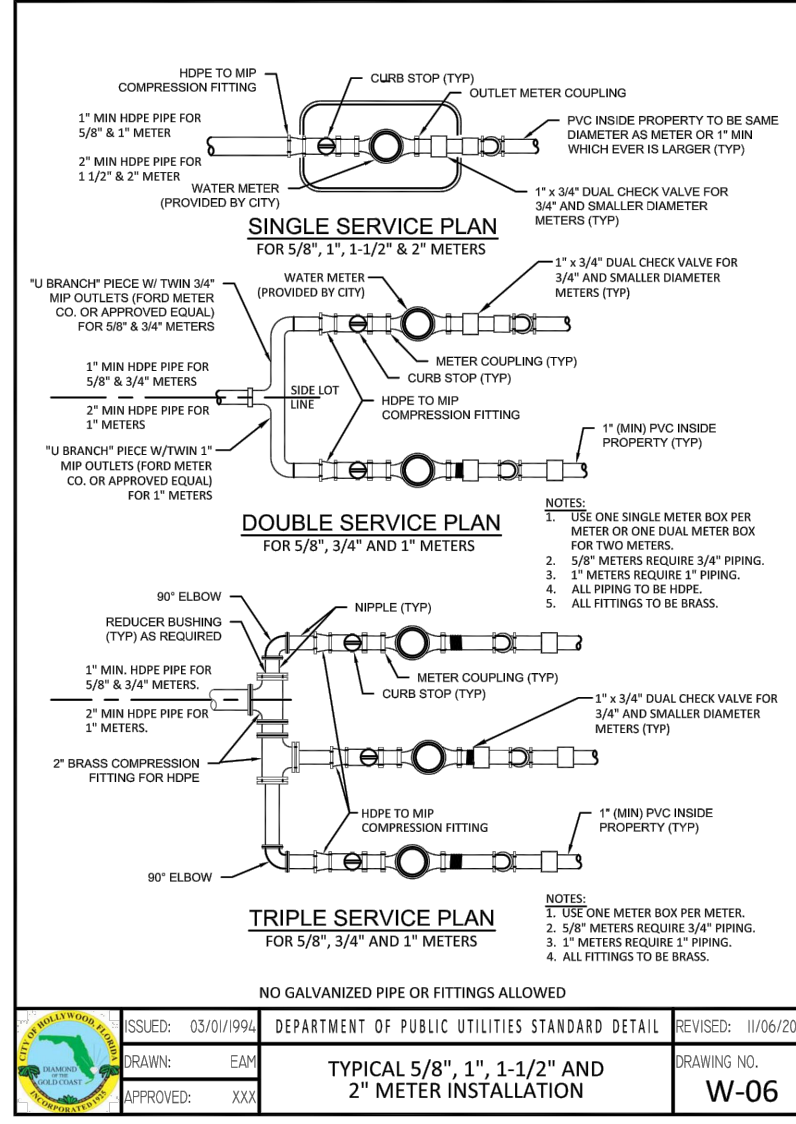 HDPE TO MIP
COMPRESSION FITTING
CURB STOP (TYP)
OUTLET METER COUPLING
1" MIN HDPE PIPE FOR
5/8" & 1" METER
PVC INSIDE PROPERTY TO BE SAME
DIAMETER AS METER OR 1" MIN
WHICH EVER IS LARGER (TYP)
2" MIN HDPE PIPE FOR
1 1/2" & 2" METER
WATER METER
(PROVIDED BY CITY)
1" x 3/4" DUAL CHECK VALVE FOR
3/4" AND SMALLER DIAMETER
METERS (TYP)
SINGLE SERVICE PLAN
FOR 5/8", 1", 1-1/2" & 2" METERS
"U BRANCH" PIECE W/ TWIN 3/4"
MIP OUTLETS (FORD METER
CO. OR APPROVED EQUAL)
FOR 5/8" & 3/4" METERS
WATER METER
(PROVIDED BY CITY)
1" x 3/4" DUAL CHECK VALVE FOR
3/4" AND SMALLER DIAMETER
METERS (TYP)
METER COUPLING (TYP)
CURB STOP (TYP)
1" MIN HDPE PIPE FOR
5/8" & 3/4" METERS
SIDE LOT
LINE
2" MIN HDPE PIPE FOR
1" METERS
HDPE TO MIP
COMPRESSION FITTING
1" (MIN) PVC INSIDE
PROPERTY (TYP)
"U BRANCH" PIECE W/TWIN 1"
MIP OUTLETS (FORD METER
CO. OR APPROVED EQUAL)
FOR 1" METERS
DOUBLE SERVICE PLAN
FOR 5/8", 3/4" AND 1" METERS
NOTES:
1. USE ONE SINGLE METER BOX PER
METER OR ONE DUAL METER BOX
FOR TWO METERS.
2. 5/8" METERS REQUIRE 3/4" PIPING.
3. 1" METERS REQUIRE 1" PIPING.
4. ALL PIPING TO BE HDPE.
5. ALL FITTINGS TO BE BRASS.
90° ELBOW
NIPPLE (TYP)
REDUCER BUSHING
(TYP) AS REQUIRED
1" MIN. HDPE PIPE FOR
5/8" & 3/4" METERS.
METER COUPLING (TYP)
CURB STOP (TYP)
2" MIN HDPE PIPE FOR
1" METERS.
1" x 3/4" DUAL CHECK VALVE FOR
3/4" AND SMALLER DIAMETER
METERS (TYP)
2" BRASS COMPRESSION
FITTING FOR HDPE
HDPE TO MIP
COMPRESSION FITTING
1" (MIN) PVC INSIDE
PROPERTY (TYP)
90° ELBOW
TRIPLE SERVICE PLAN
FOR 5/8", 3/4" AND 1" METERS
NOTES:
1. USE ONE METER BOX PER METER.
2. 5/8" METERS REQUIRE 3/4" PIPING.
3. 1" METERS REQUIRE 1" PIPING.
4. ALL FITTINGS TO BE BRASS.
NO GALVANIZED PIPE OR FITTINGS ALLOWED
CITY OF HOLLYWOOD, FLORIDA
DIAMOND
OF THE
GOLD COAST
INCORPORATED 1925
ISSUED: 03/01/1994
DRAWN: EAM
APPROVED: XXX
DEPARTMENT OF PUBLIC UTILITIES STANDARD DETAIL
TYPICAL 5/8", 1", 1-1/2" AND
2" METER INSTALLATION
REVISED: 11/06/20
DRAWING NO.
W-06